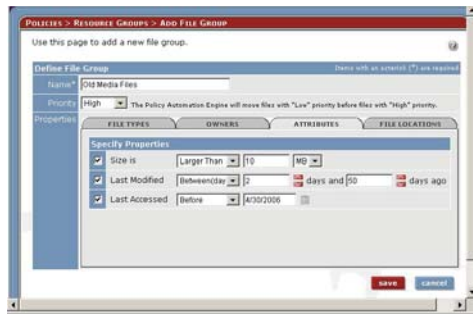 POLICIES > RESOURCE GROUPS > ADD FILE GROUP
Use this page to add a new file group.
Define File Group Items with an asterisk (*) are required
Name* Old Media Files
Priority High The Policy Automation Engine will move files with "Low" priority before files with "High" priority.
Properties FILE TYPES OWNERS ATTRIBUTES FILE LOCATIONS
Specify Properties
Size is Larger Than 10 MB
Last Modified Between(day 2 days and 50 days ago
Last Accessed Before 4/30/2006
save cancel